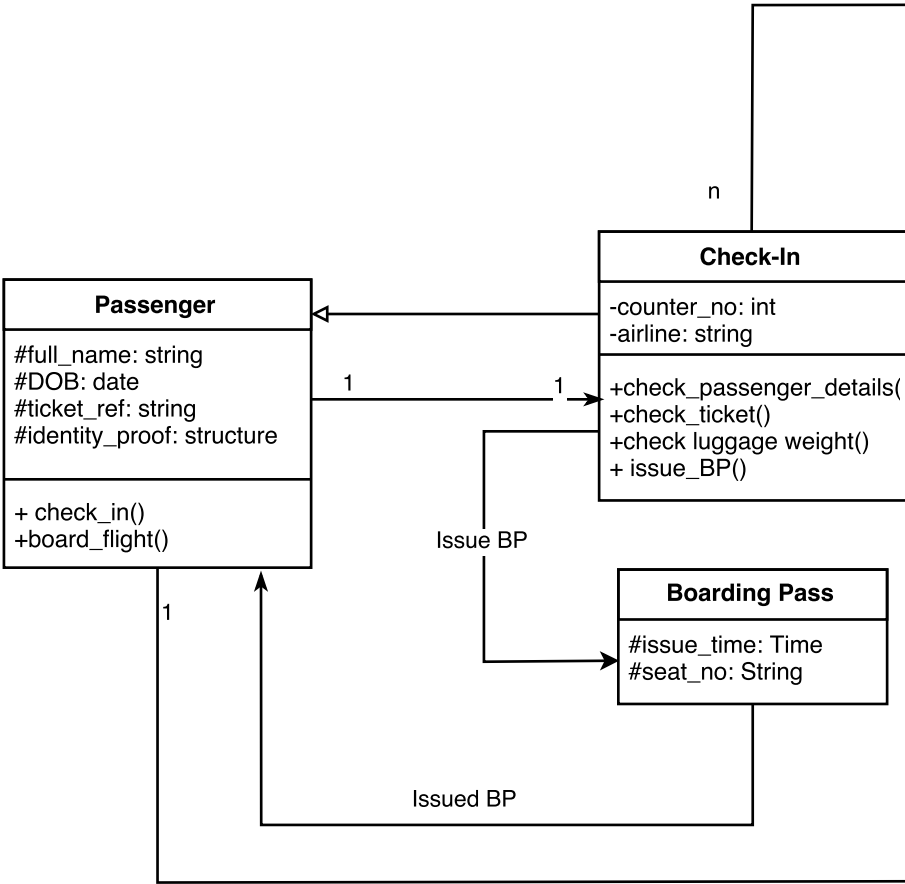 n
Check-In
-counter_no: int
-airline: string
+check_passenger_details(
+check_ticket()
+check luggage weight()
+ issue_BP()
Passenger
#full_name: string
#DOB: date
#ticket_ref: string
#identity_proof: structure
+ check_in()
+board_flight()
1
1
Issue BP
1
Boarding Pass
#issue_time: Time
#seat_no: String
Issued BP